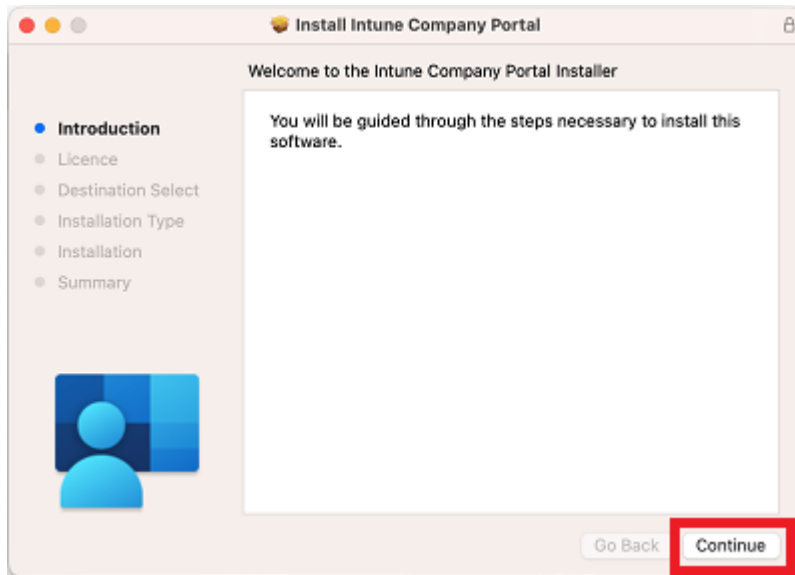 Install Intune Company Portal
Welcome to the Intune Company Portal Installer
Introduction
Licence
Destination Select
Installation Type
Installation
Summary
You will be guided through the steps necessary to install this
software.
Go Back
Continue